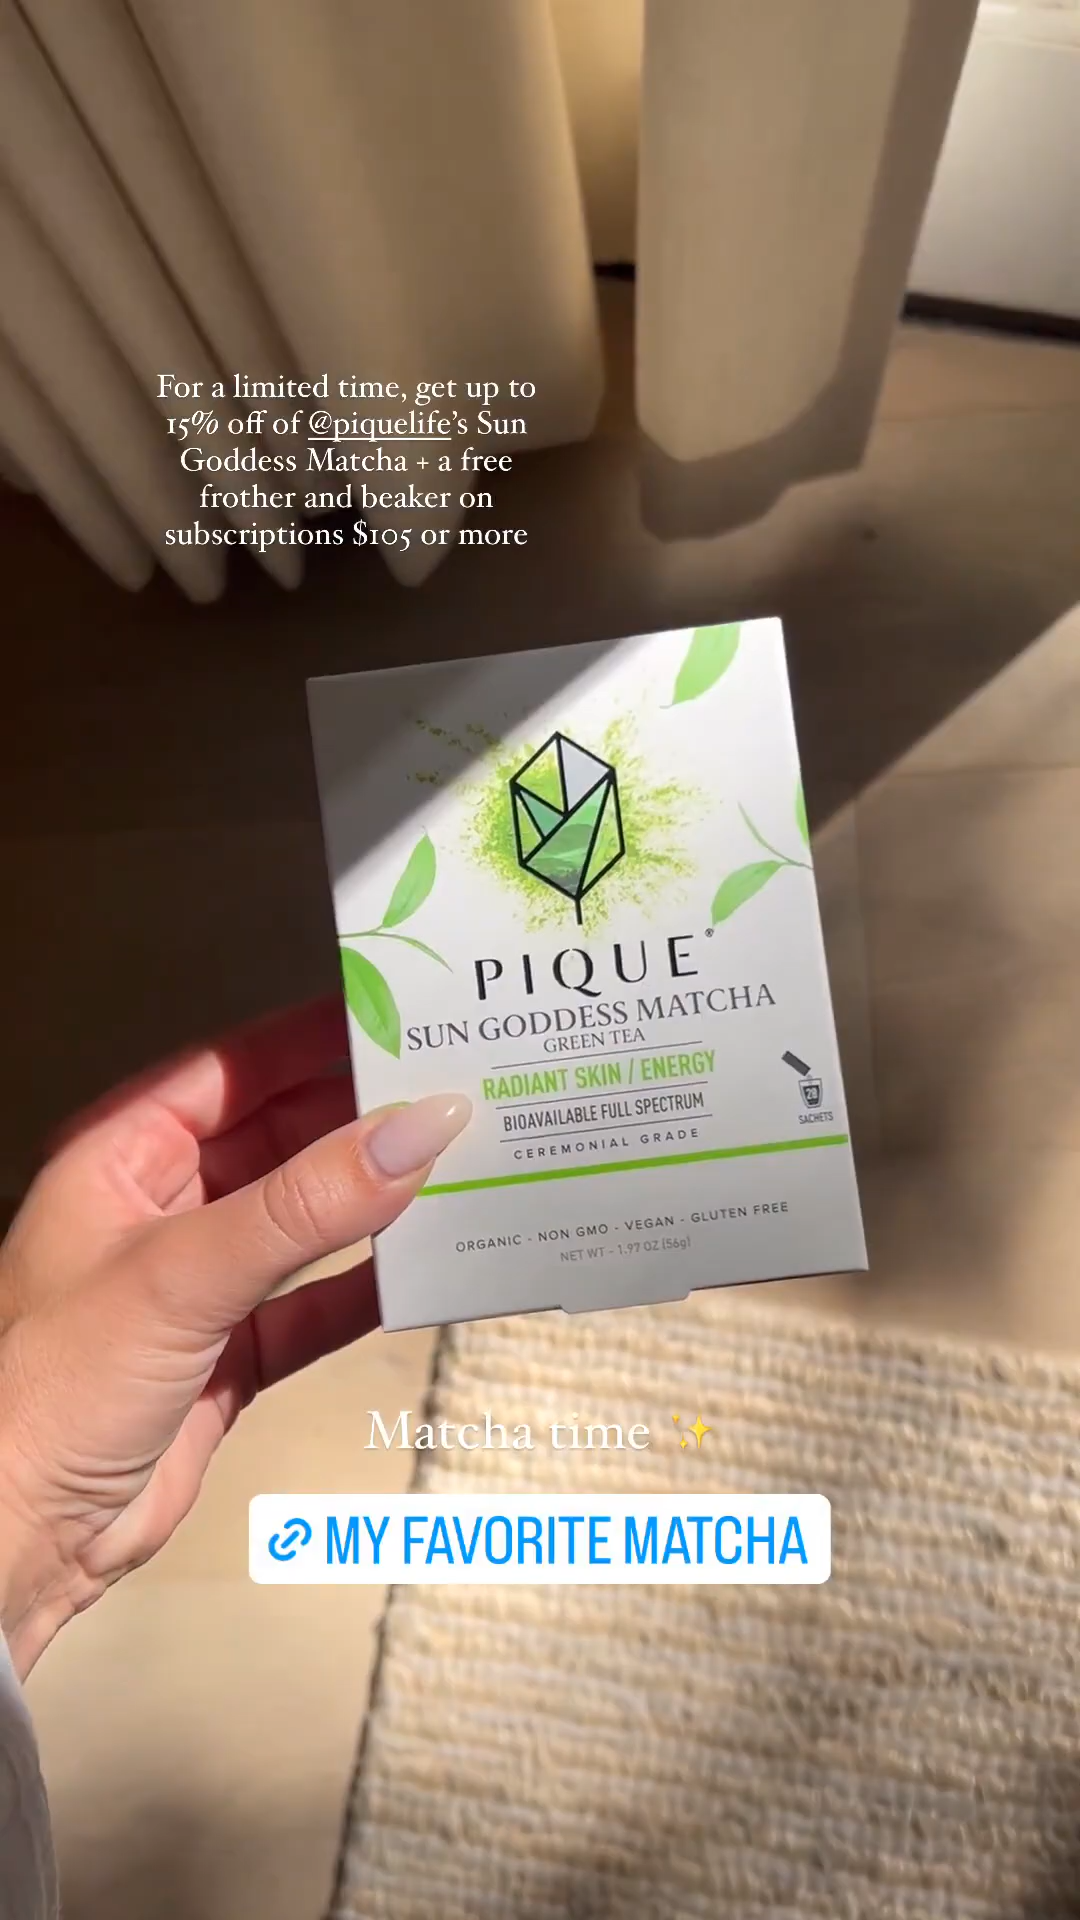 For a limited time, get up to
15% off of @piquelife's Sun
Goddess Matcha + a free
frother and beaker on
subscriptions $105 or more
PIQUE®
SUN GODDESS MATCHA
GREEN TEA
RADIANT SKIN / ENERGY
BIOAVAILABLE FULL SPECTRUM
CEREMONIAL GRADE
28
SACHETS
ORGANIC - NON GMO - VEGAN - GLUTEN FREE
NET WT - 1.97 OZ (56g)
Matcha time ✨
MY FAVORITE MATCHA